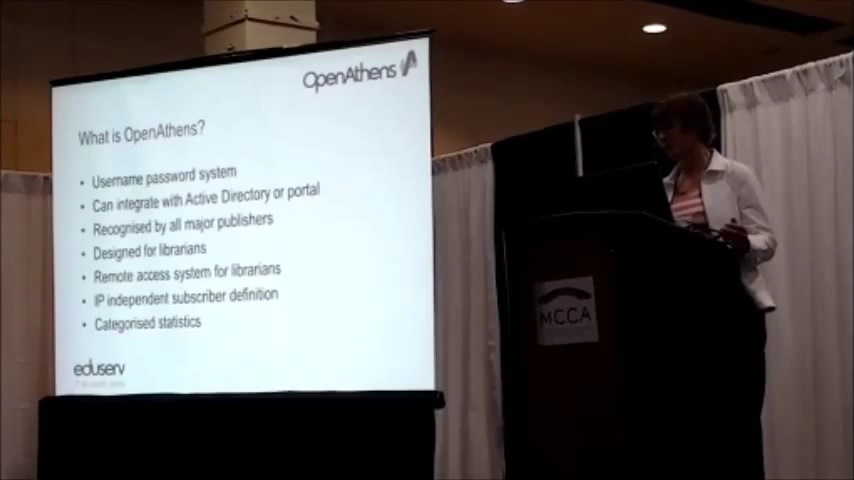 OpenAthens
What is OpenAthens?
• Username password system
• Can integrate with Active Directory or portal
• Recognised by all major publishers
• Designed for librarians
• Remote access system for librarians
• IP independent subscriber definition
• Categorised statistics
eduserv
MCCA